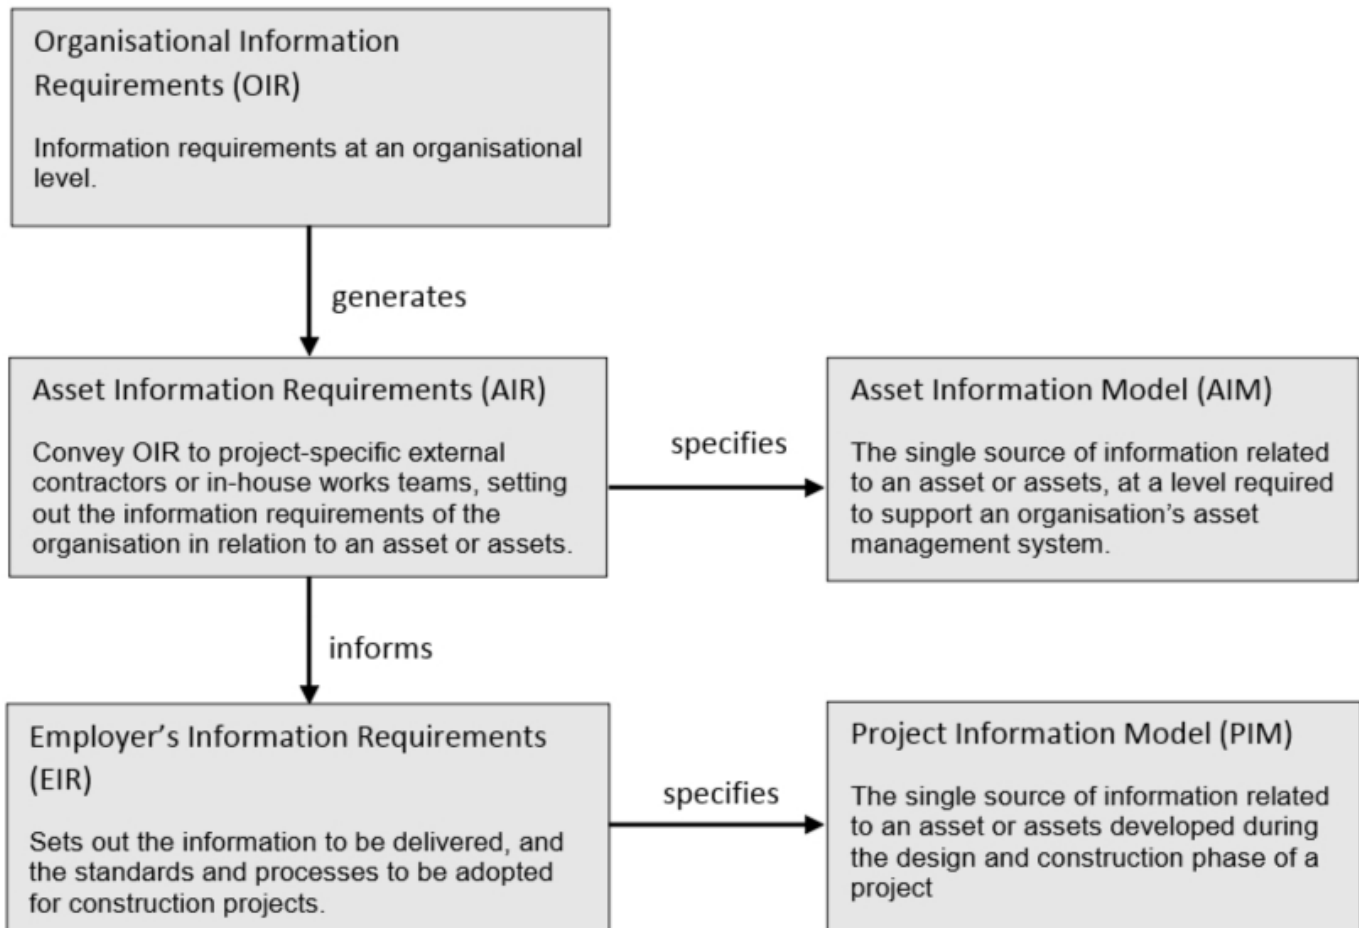 Organisational Information
Requirements (OIR)
Information requirements at an organisational
level.
generates
Asset Information Requirements (AIR)
Convey OIR to project-specific external
contractors or in-house works teams, setting
out the information requirements of the
organisation in relation to an asset or assets.
specifies
Asset Information Model (AIM)
The single source of information related
to an asset or assets, at a level required
to support an organisation’s asset
management system.
informs
Employer’s Information Requirements
(EIR)
Sets out the information to be delivered, and
the standards and processes to be adopted
for construction projects.
specifies
Project Information Model (PIM)
The single source of information related
to an asset or assets developed during
the design and construction phase of a
project